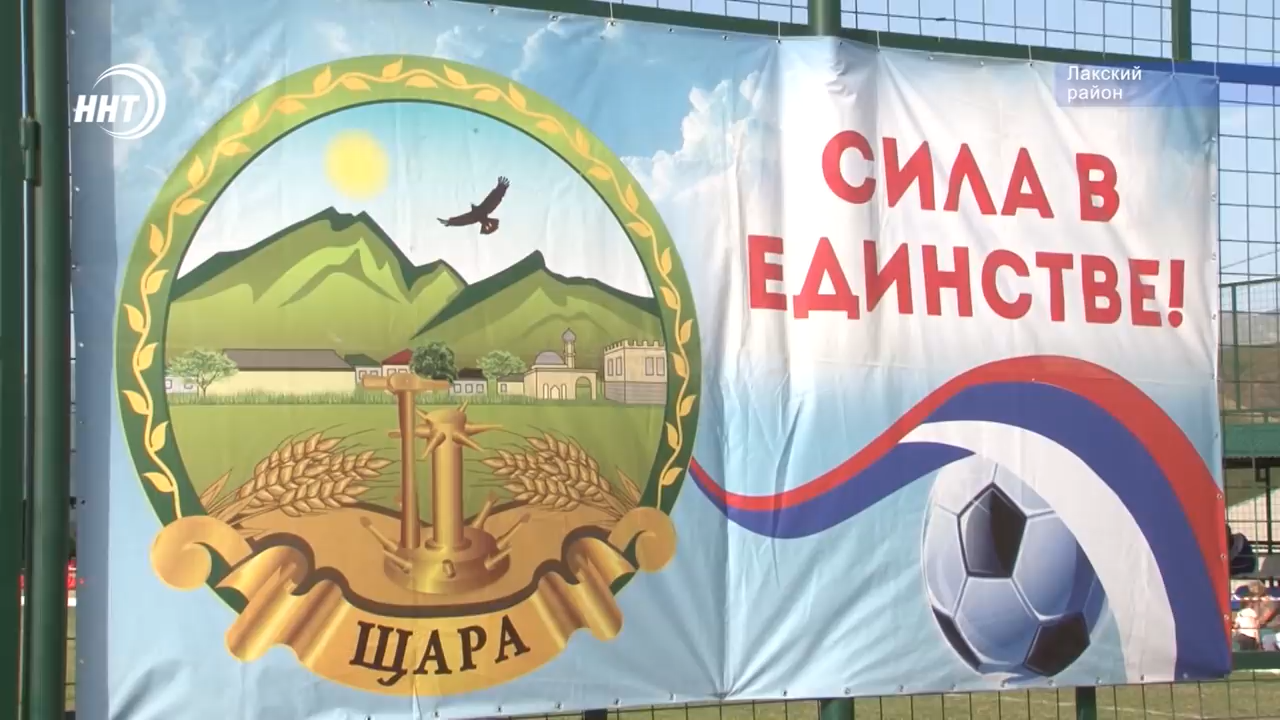 ННТ
Лакский
район
СИЛА В
ЕДИНСТВЕ!
ЩАРА